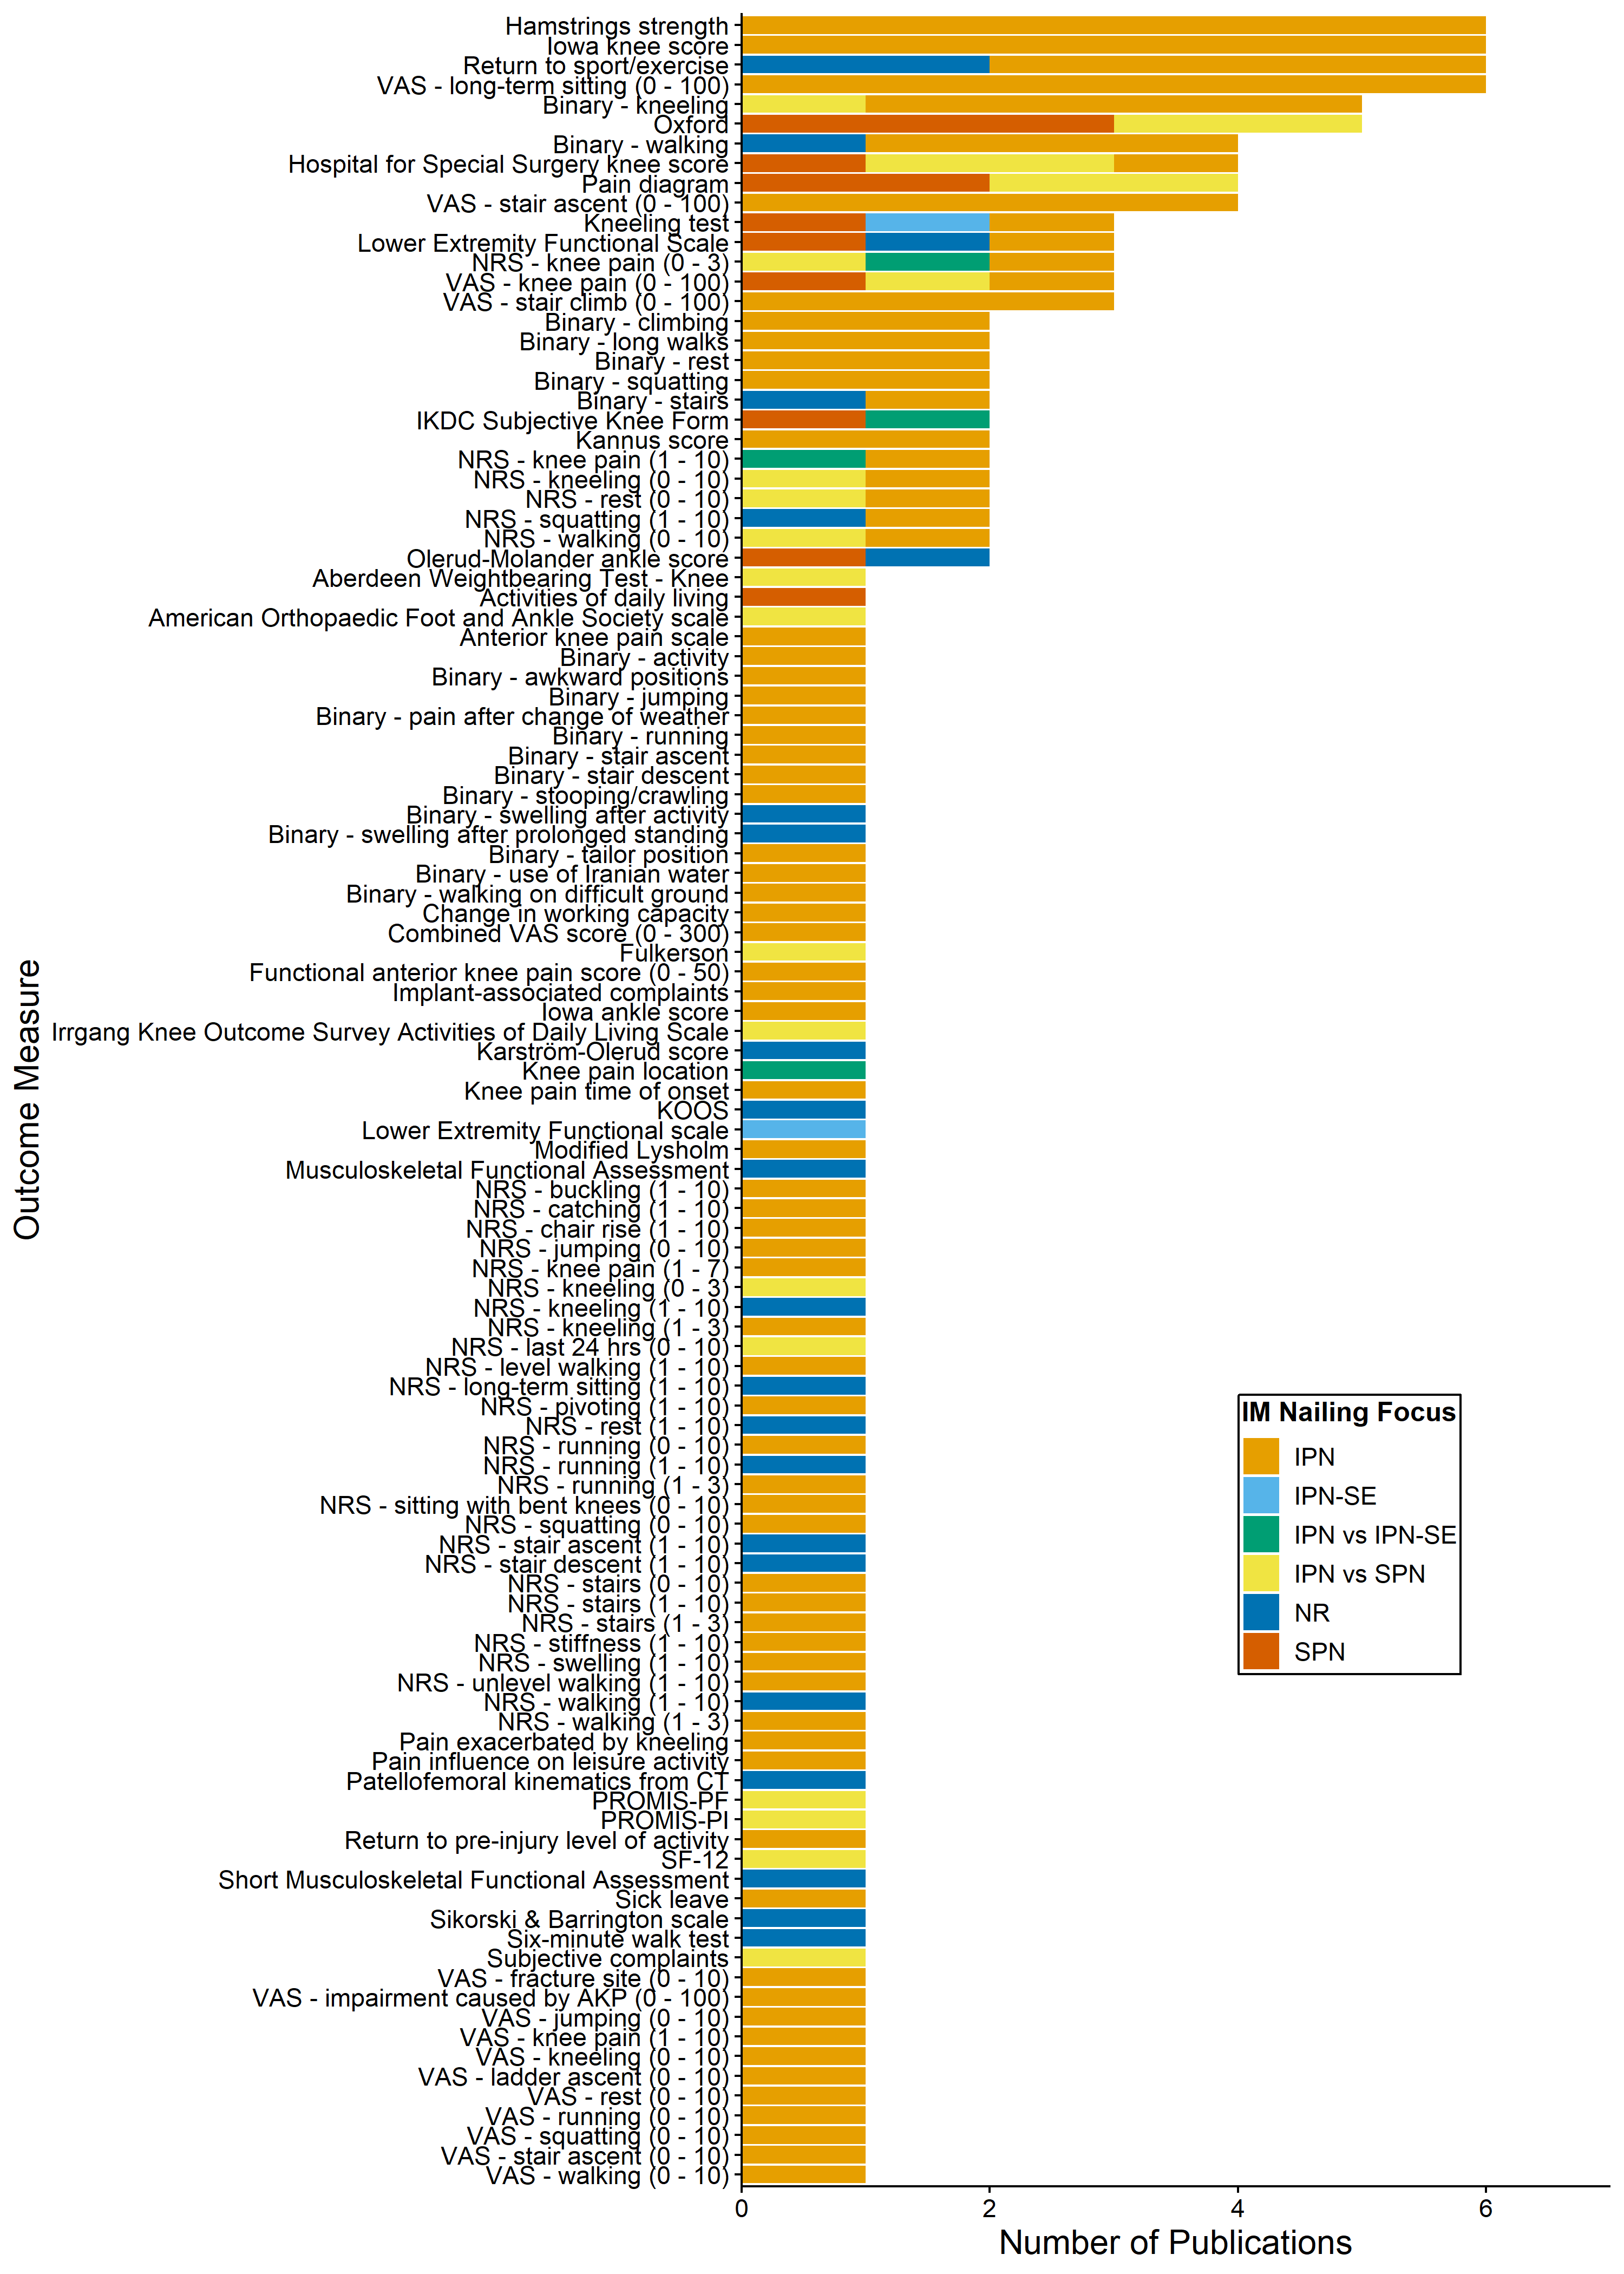 Hamstrings strength
Iowa knee score
Return to sport/exercise
VAS - long-term sitting (0 - 100)
Binary - kneeling
Oxford
Binary - walking
Hospital for Special Surgery knee score
Pain diagram
VAS - stair ascent (0 - 100)
Kneeling test
Lower Extremity Functional Scale
NRS - knee pain (0 - 3)
VAS - knee pain (0 - 100)
VAS - stair climb (0 - 100)
Binary - climbing
Binary - long walks
Binary - rest
Binary - squatting
Binary - stairs
IKDC Subjective Knee Form
Kannus score
NRS - knee pain (1 - 10)
NRS - kneeling (0 - 10)
NRS - rest (0 - 10)
NRS - squatting (1 - 10)
NRS - walking (0 - 10)
Olerud-Molander ankle score
Aberdeen Weightbearing Test - Knee
Activities of daily living
American Orthopaedic Foot and Ankle Society scale
Anterior knee pain scale
Binary - activity
Binary - awkward positions
Binary - jumping
Binary - pain after change of weather
Binary - running
Binary - stair ascent
Binary - stair descent
Binary - stooping/crawling
Binary - swelling after activity
Binary - swelling after prolonged standing
Binary - tailor position
Binary - use of Iranian water
Binary - walking on difficult ground
Change in working capacity
Combined VAS score (0 - 300)
Fulkerson
Functional anterior knee pain score (0 - 50)
Implant-associated complaints
Iowa ankle score
Irrgang Knee Outcome Survey Activities of Daily Living Scale
Karström-Olerud score
Knee pain location
Knee pain time of onset
KOOS
Lower Extremity Functional scale
Modified Lysholm
Musculoskeletal Functional Assessment
NRS - buckling (1 - 10)
NRS - catching (1 - 10)
NRS - chair rise (1 - 10)
NRS - jumping (0 - 10)
NRS - knee pain (1 - 7)
NRS - kneeling (0 - 3)
NRS - kneeling (1 - 10)
NRS - kneeling (1 - 3)
NRS - last 24 hrs (0 - 10)
NRS - level walking (1 - 10)
NRS - long-term sitting (1 - 10)
NRS - pivoting (1 - 10)
NRS - rest (1 - 10)
NRS - running (0 - 10)
NRS - running (1 - 10)
NRS - running (1 - 3)
NRS - sitting with bent knees (0 - 10)
NRS - squatting (0 - 10)
NRS - stair ascent (1 - 10)
NRS - stair descent (1 - 10)
NRS - stairs (0 - 10)
NRS - stairs (1 - 10)
NRS - stairs (1 - 3)
NRS - stiffness (1 - 10)
NRS - swelling (1 - 10)
NRS - unlevel walking (1 - 10)
NRS - walking (1 - 10)
NRS - walking (1 - 3)
Pain exacerbated by kneeling
Pain influence on leisure activity
Patellofemoral kinematics from CT
PROMIS-PF
PROMIS-PI
Return to pre-injury level of activity
SF-12
Short Musculoskeletal Functional Assessment
Sick leave
Sikorski & Barrington scale
Six-minute walk test
Subjective complaints
VAS - fracture site (0 - 10)
VAS - impairment caused by AKP (0 - 100)
VAS - jumping (0 - 10)
VAS - knee pain (1 - 10)
VAS - kneeling (0 - 10)
VAS - ladder ascent (0 - 10)
VAS - rest (0 - 10)
VAS - running (0 - 10)
VAS - squatting (0 - 10)
VAS - stair ascent (0 - 10)
VAS - walking (0 - 10)
Outcome Measure
0 2 4 6
Number of Publications
IM Nailing Focus
IPN
IPN-SE
IPN vs IPN-SE
IPN vs SPN
NR
SPN